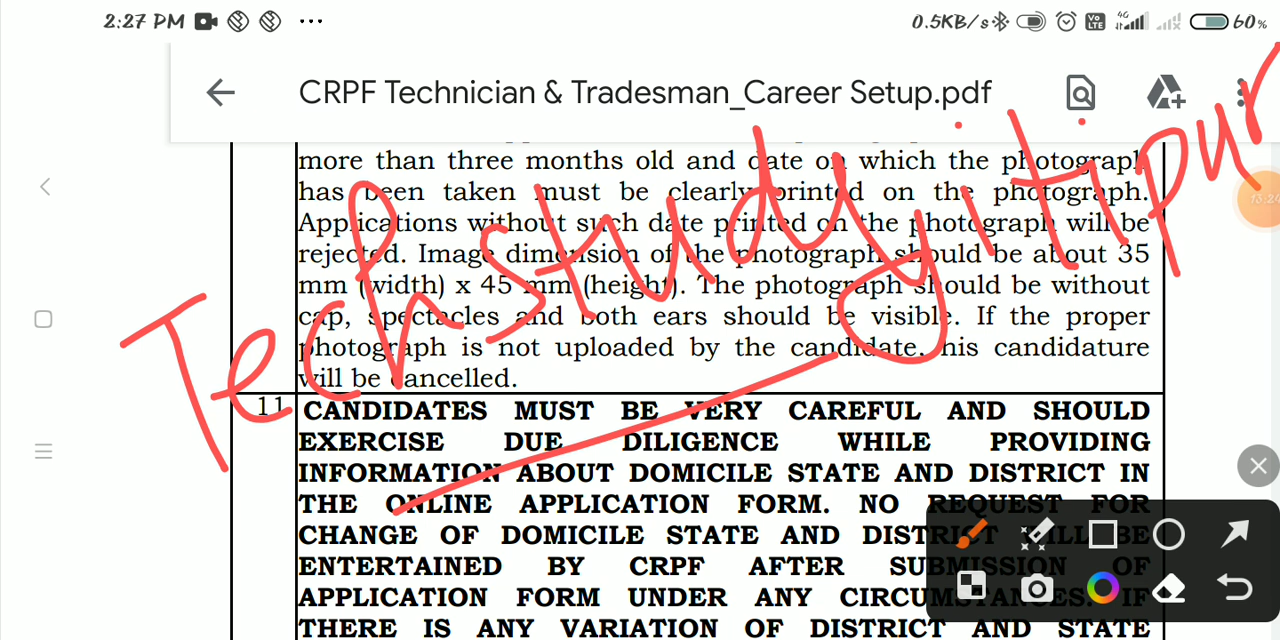 2:27 PM ... 0.5KB/s Vo LTE 4G 60%
CRPF Technician & Tradesman_Career Setup.pdf
more than three months old and date on which the photograph
has been taken must be clearly printed on the photograph.
Applications without such date printed on the photograph will be
rejected. Image dimension of the photograph should be about 35
mm (width) x 45 mm (height). The photograph should be without
cap, spectacles and both ears should be visible. If the proper
photograph is not uploaded by the candidate, his candidature
will be cancelled.
Techstudyitipur
11 CANDIDATES MUST BE VERY CAREFUL AND SHOULD
EXERCISE DUE DILIGENCE WHILE PROVIDING
INFORMATION ABOUT DOMICILE STATE AND DISTRICT IN
THE ONLINE APPLICATION FORM. NO REQUEST FOR
CHANGE OF DOMICILE STATE AND DISTRICT WILL BE
ENTERTAINED BY CRPF AFTER SUBMISSION OF
APPLICATION FORM UNDER ANY CIRCUMSTANCES. IF
THERE IS ANY VARIATION OF DISTRICT AND STATE